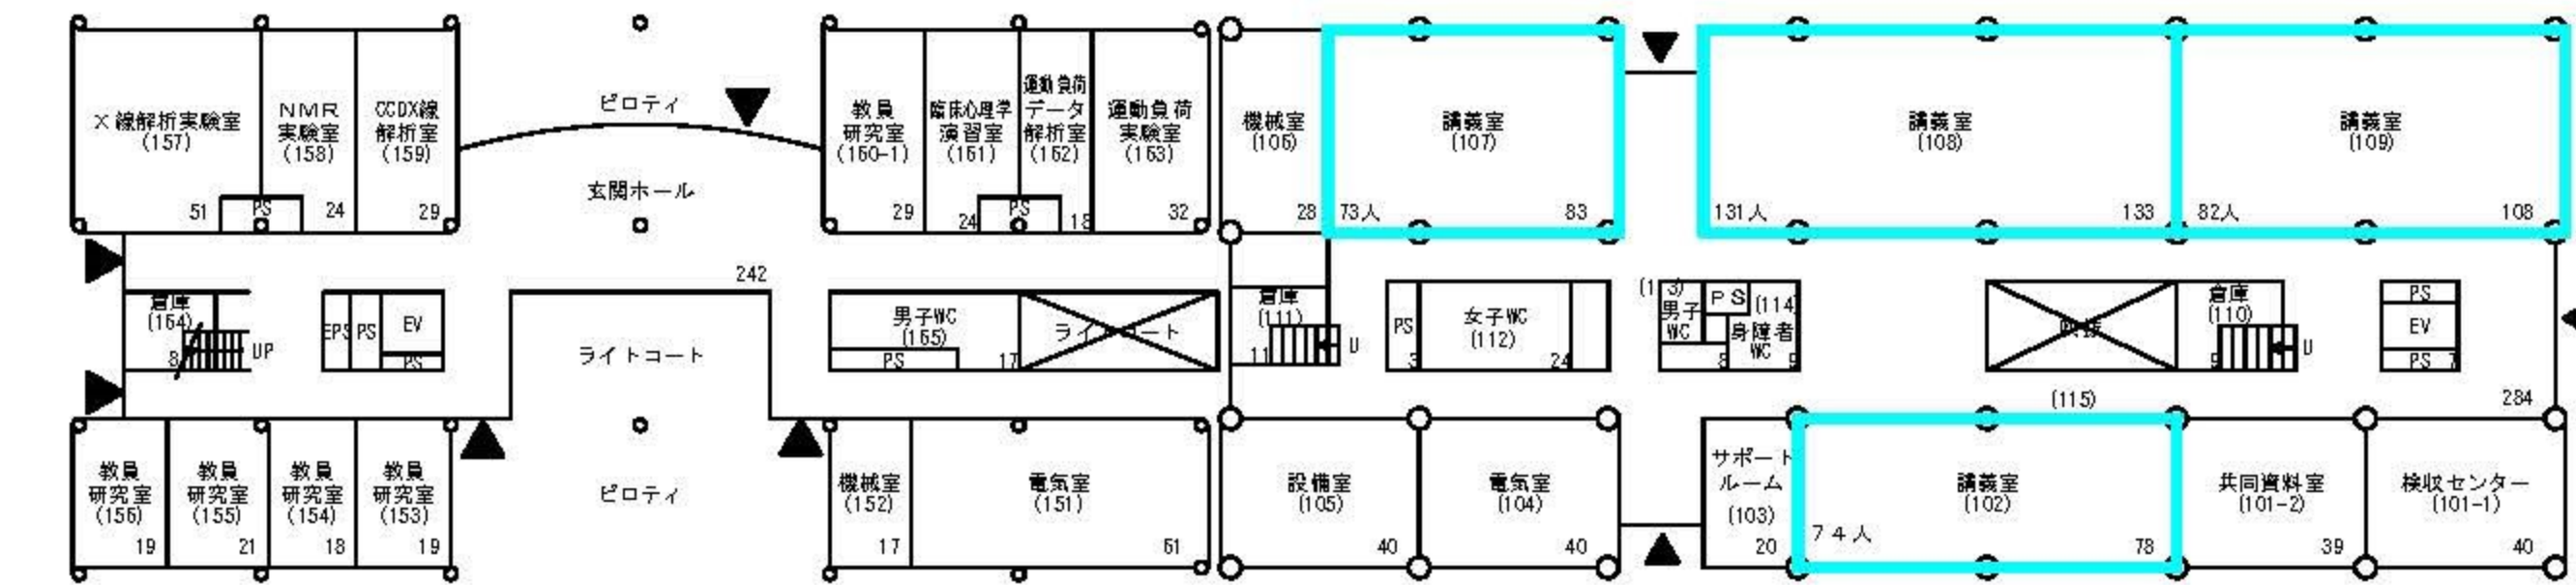 X線解析実験室
(157)
51
PS
NMR
実験室
(158)
24
CCDX線
解析室
(159)
29
ピロティ
玄関ホール
教員
研究室
(160-1)
29
臨床心理学
演習室
(161)
24
PS
運動負荷
データ
解析室
(162)
18
運動負荷
実験室
(163)
32
機械室
(106)
28
講義室
(107)
73人
83
講義室
(108)
131人
133
講義室
(109)
82人
108
倉庫
(164)
8
UP
EPS
PS
EV
PS
242
ライトコート
男子WC
(165)
PS
17
倉庫
(111)
11
U
PS
3
女子WC
(112)
24
男子
WC
8
PS
(114)
身障者
WC
9
倉庫
(110)
9
U
PS
EV
PS
7
(115)
284
教員
研究室
(156)
19
教員
研究室
(155)
21
教員
研究室
(154)
18
教員
研究室
(153)
19
ピロティ
機械室
(152)
17
電気室
(151)
61
設備室
(105)
40
電気室
(104)
40
サポート
ルーム
(103)
20
講義室
(102)
74人
78
共同資料室
(101-2)
39
検収センター
(101-1)
40